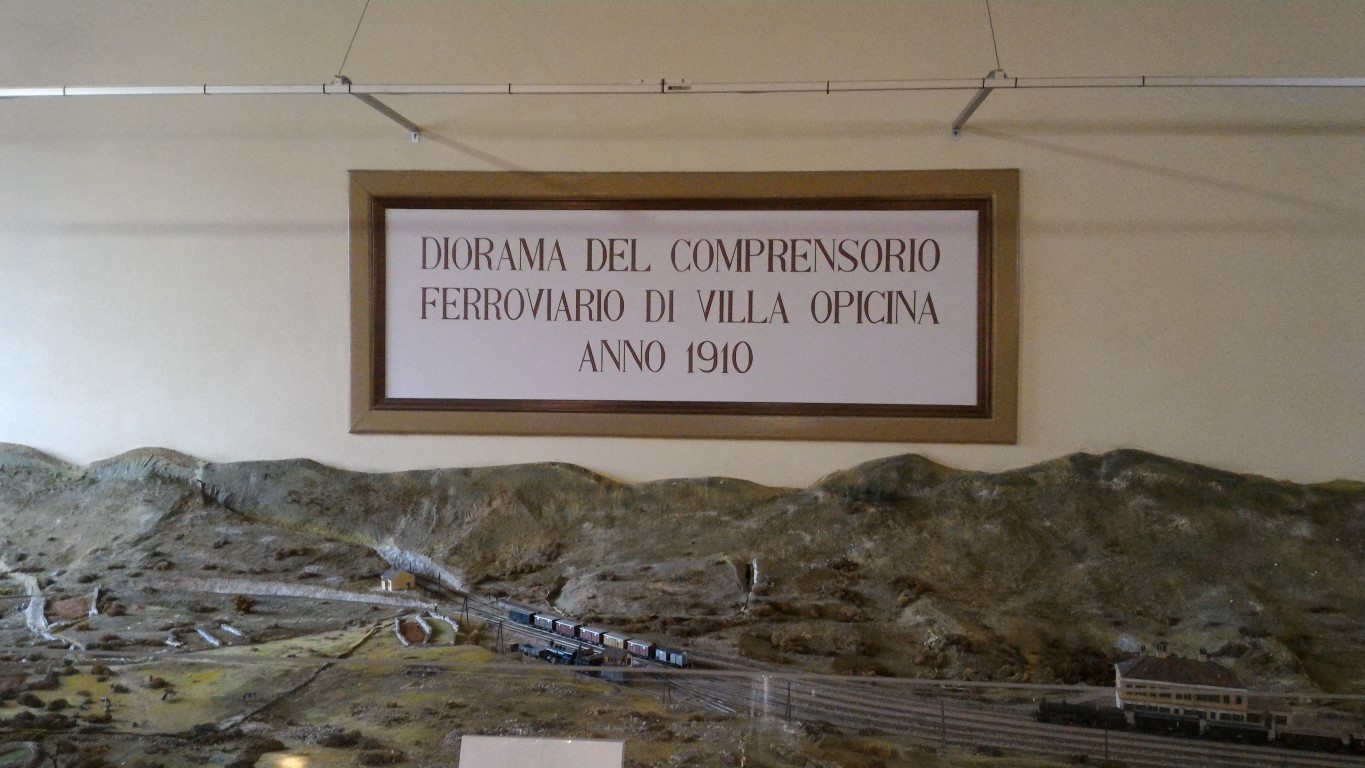 DIORAMA DEL COMPRENSORIO
FERROVIARIO DI VILLA OPICINA
ANNO 1910